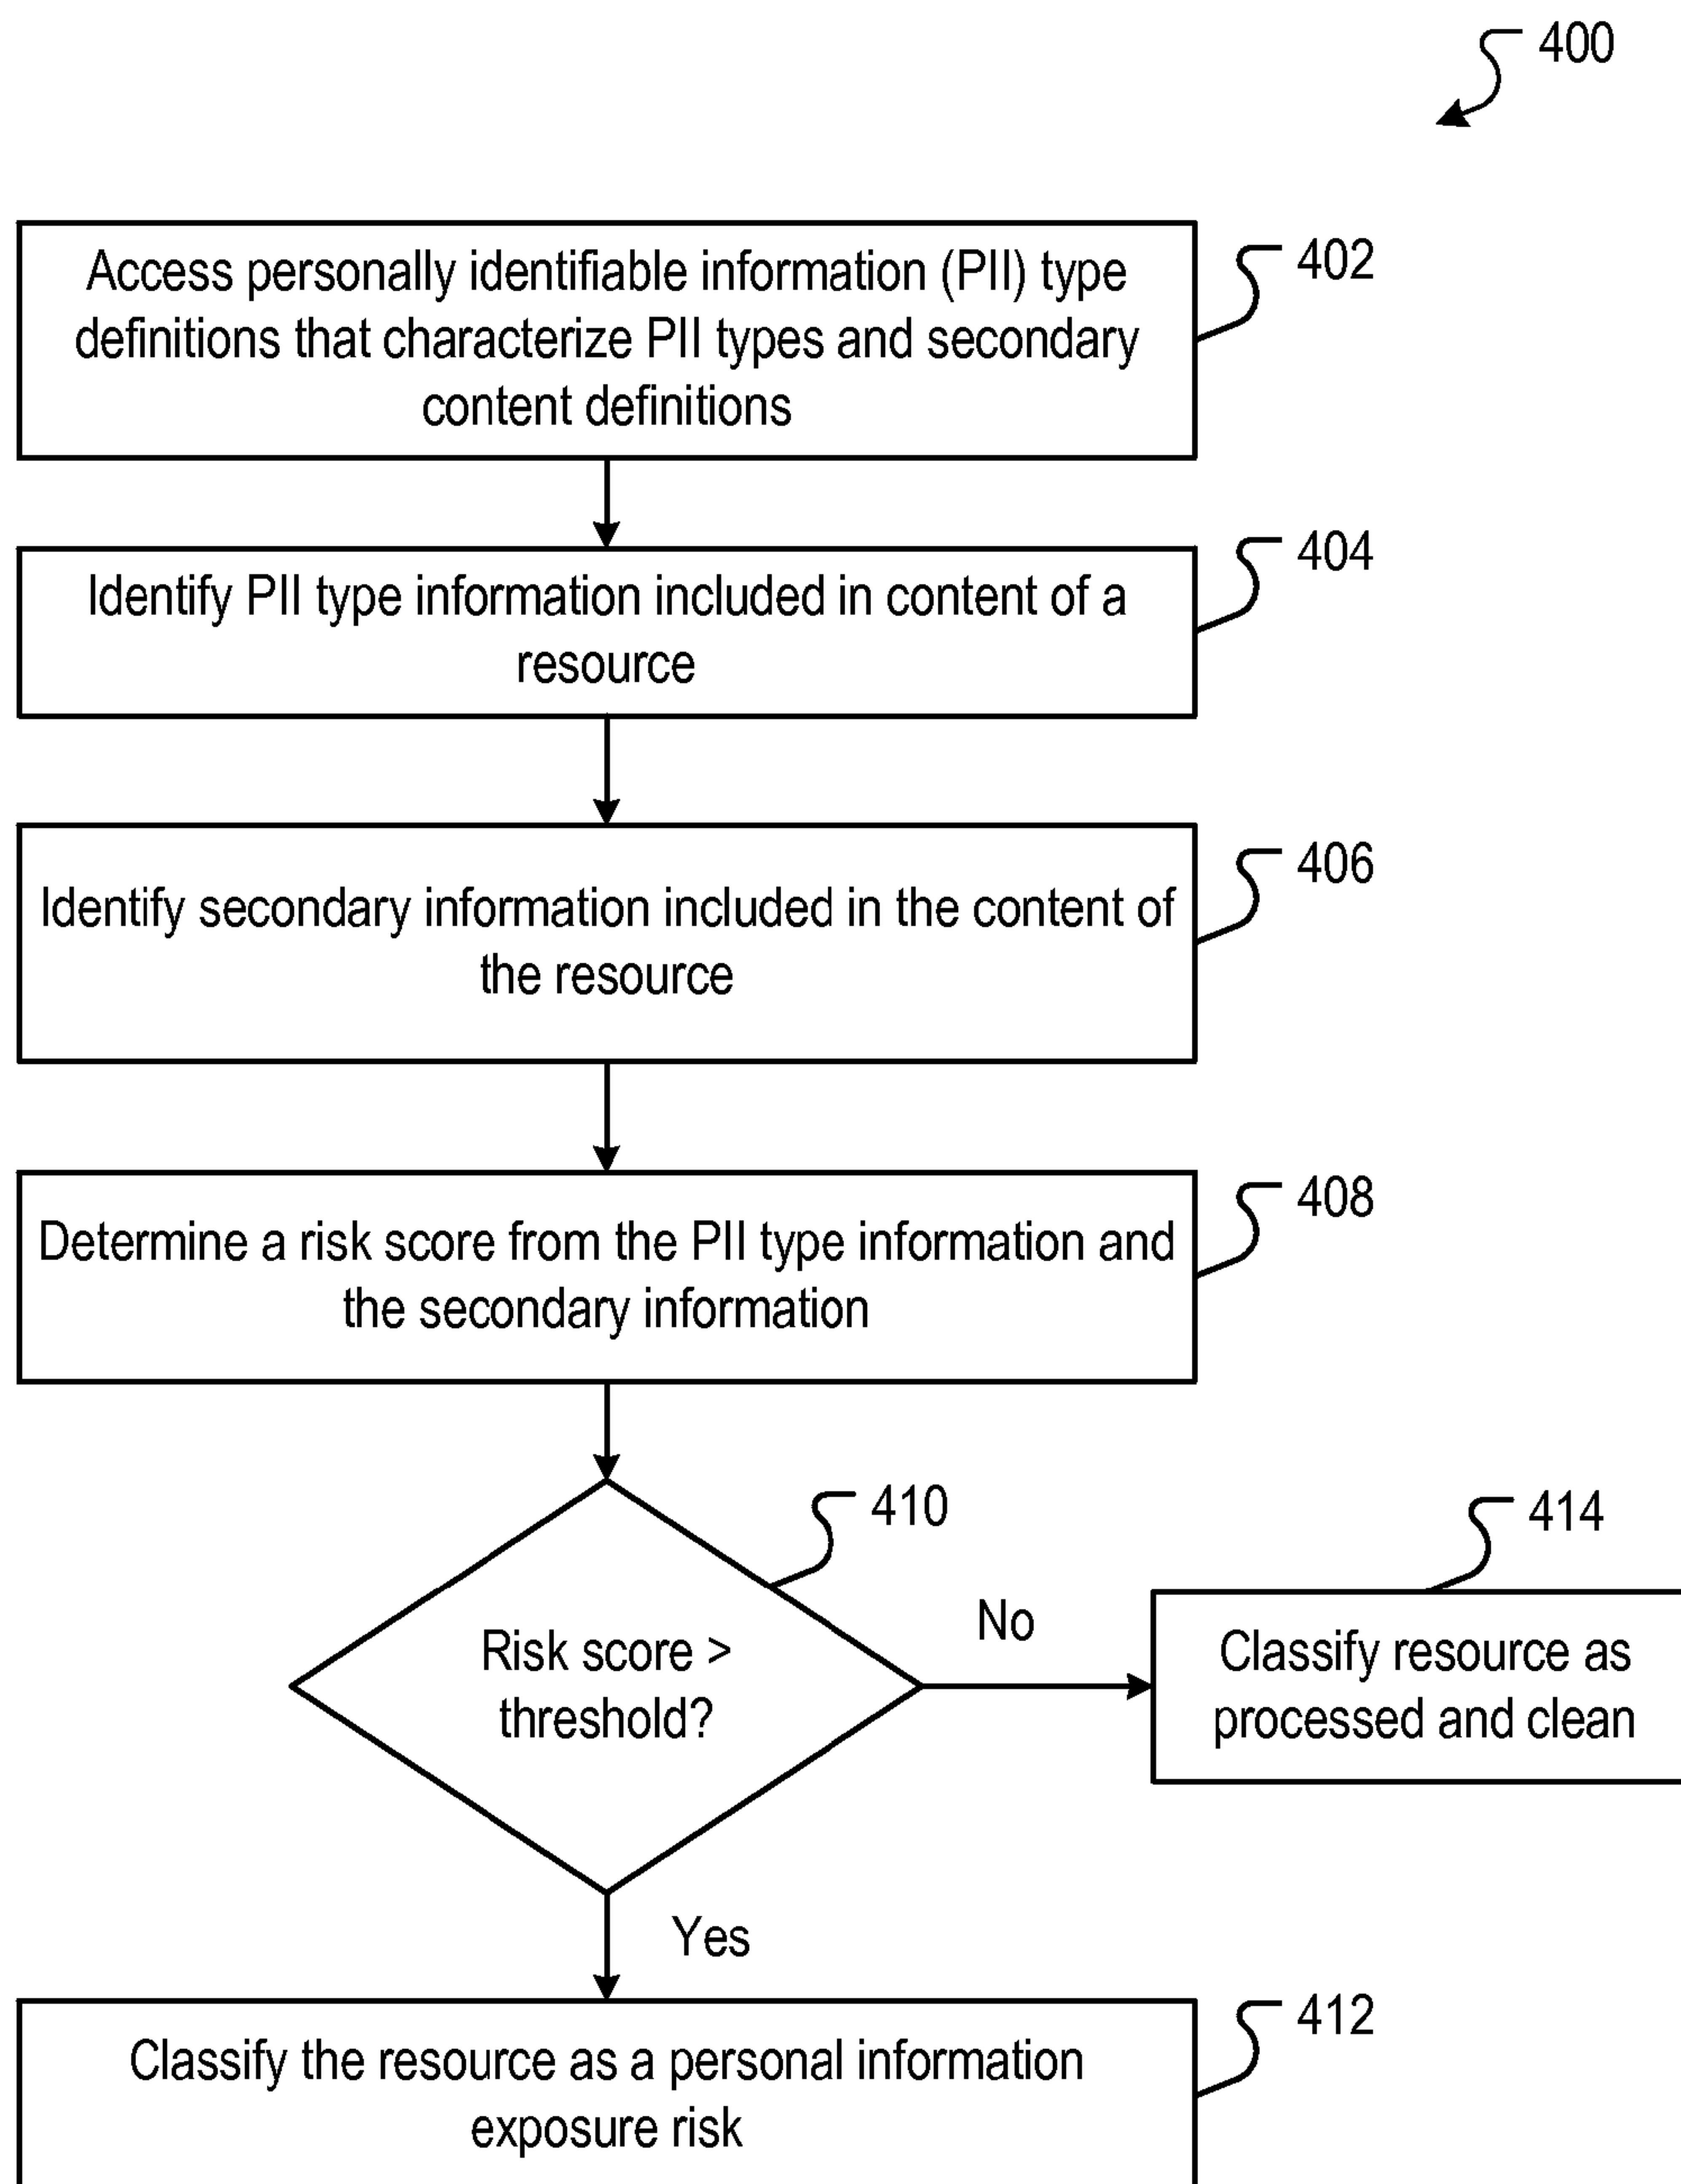 400
Access personally identifiable information (PII) type
definitions that characterize PII types and secondary
content definitions
402
Identify PII type information included in content of a
resource
404
Identify secondary information included in the content of
the resource
406
Determine a risk score from the PII type information and
the secondary information
408
Risk score >
threshold?
410
No
Classify resource as
processed and clean
414
Yes
Classify the resource as a personal information
exposure risk
412